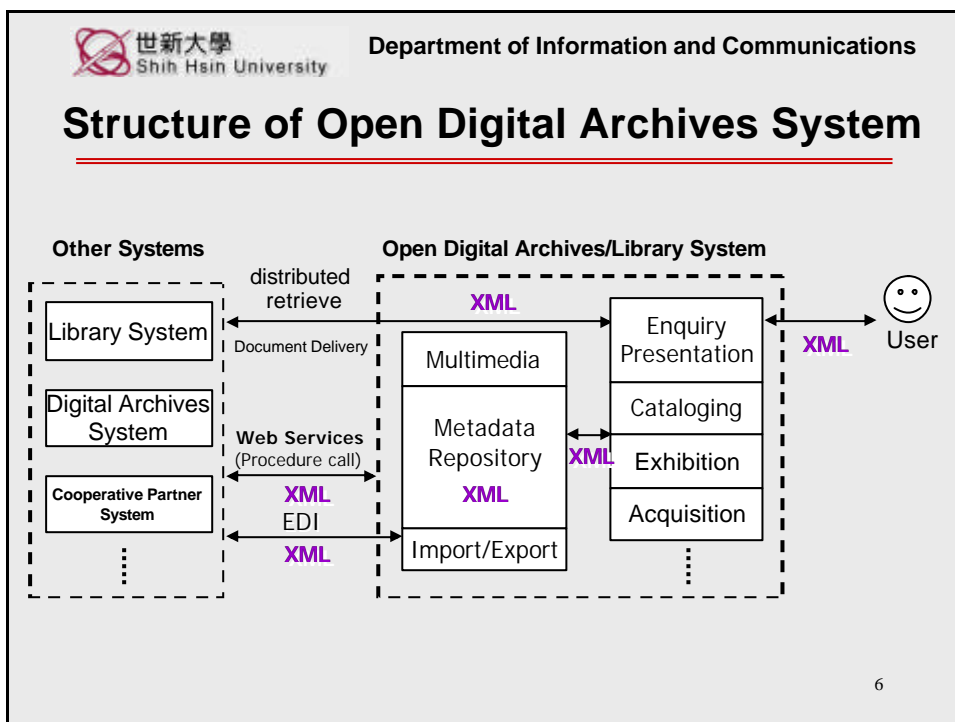 世新大學
Shih Hsin University
Department of Information and Communications
Structure of Open Digital Archives System
Other Systems
Open Digital Archives/Library System
distributed
retrieve
XML
Library System
Document Delivery
Multimedia
Enquiry
Presentation
XML
User
Digital Archives
System
Web Services
(Procedure call)
XML
Metadata
Repository
XML
XML
Cataloging
Exhibition
Cooperative Partner
System
EDI
XML
Import/Export
Acquisition
6